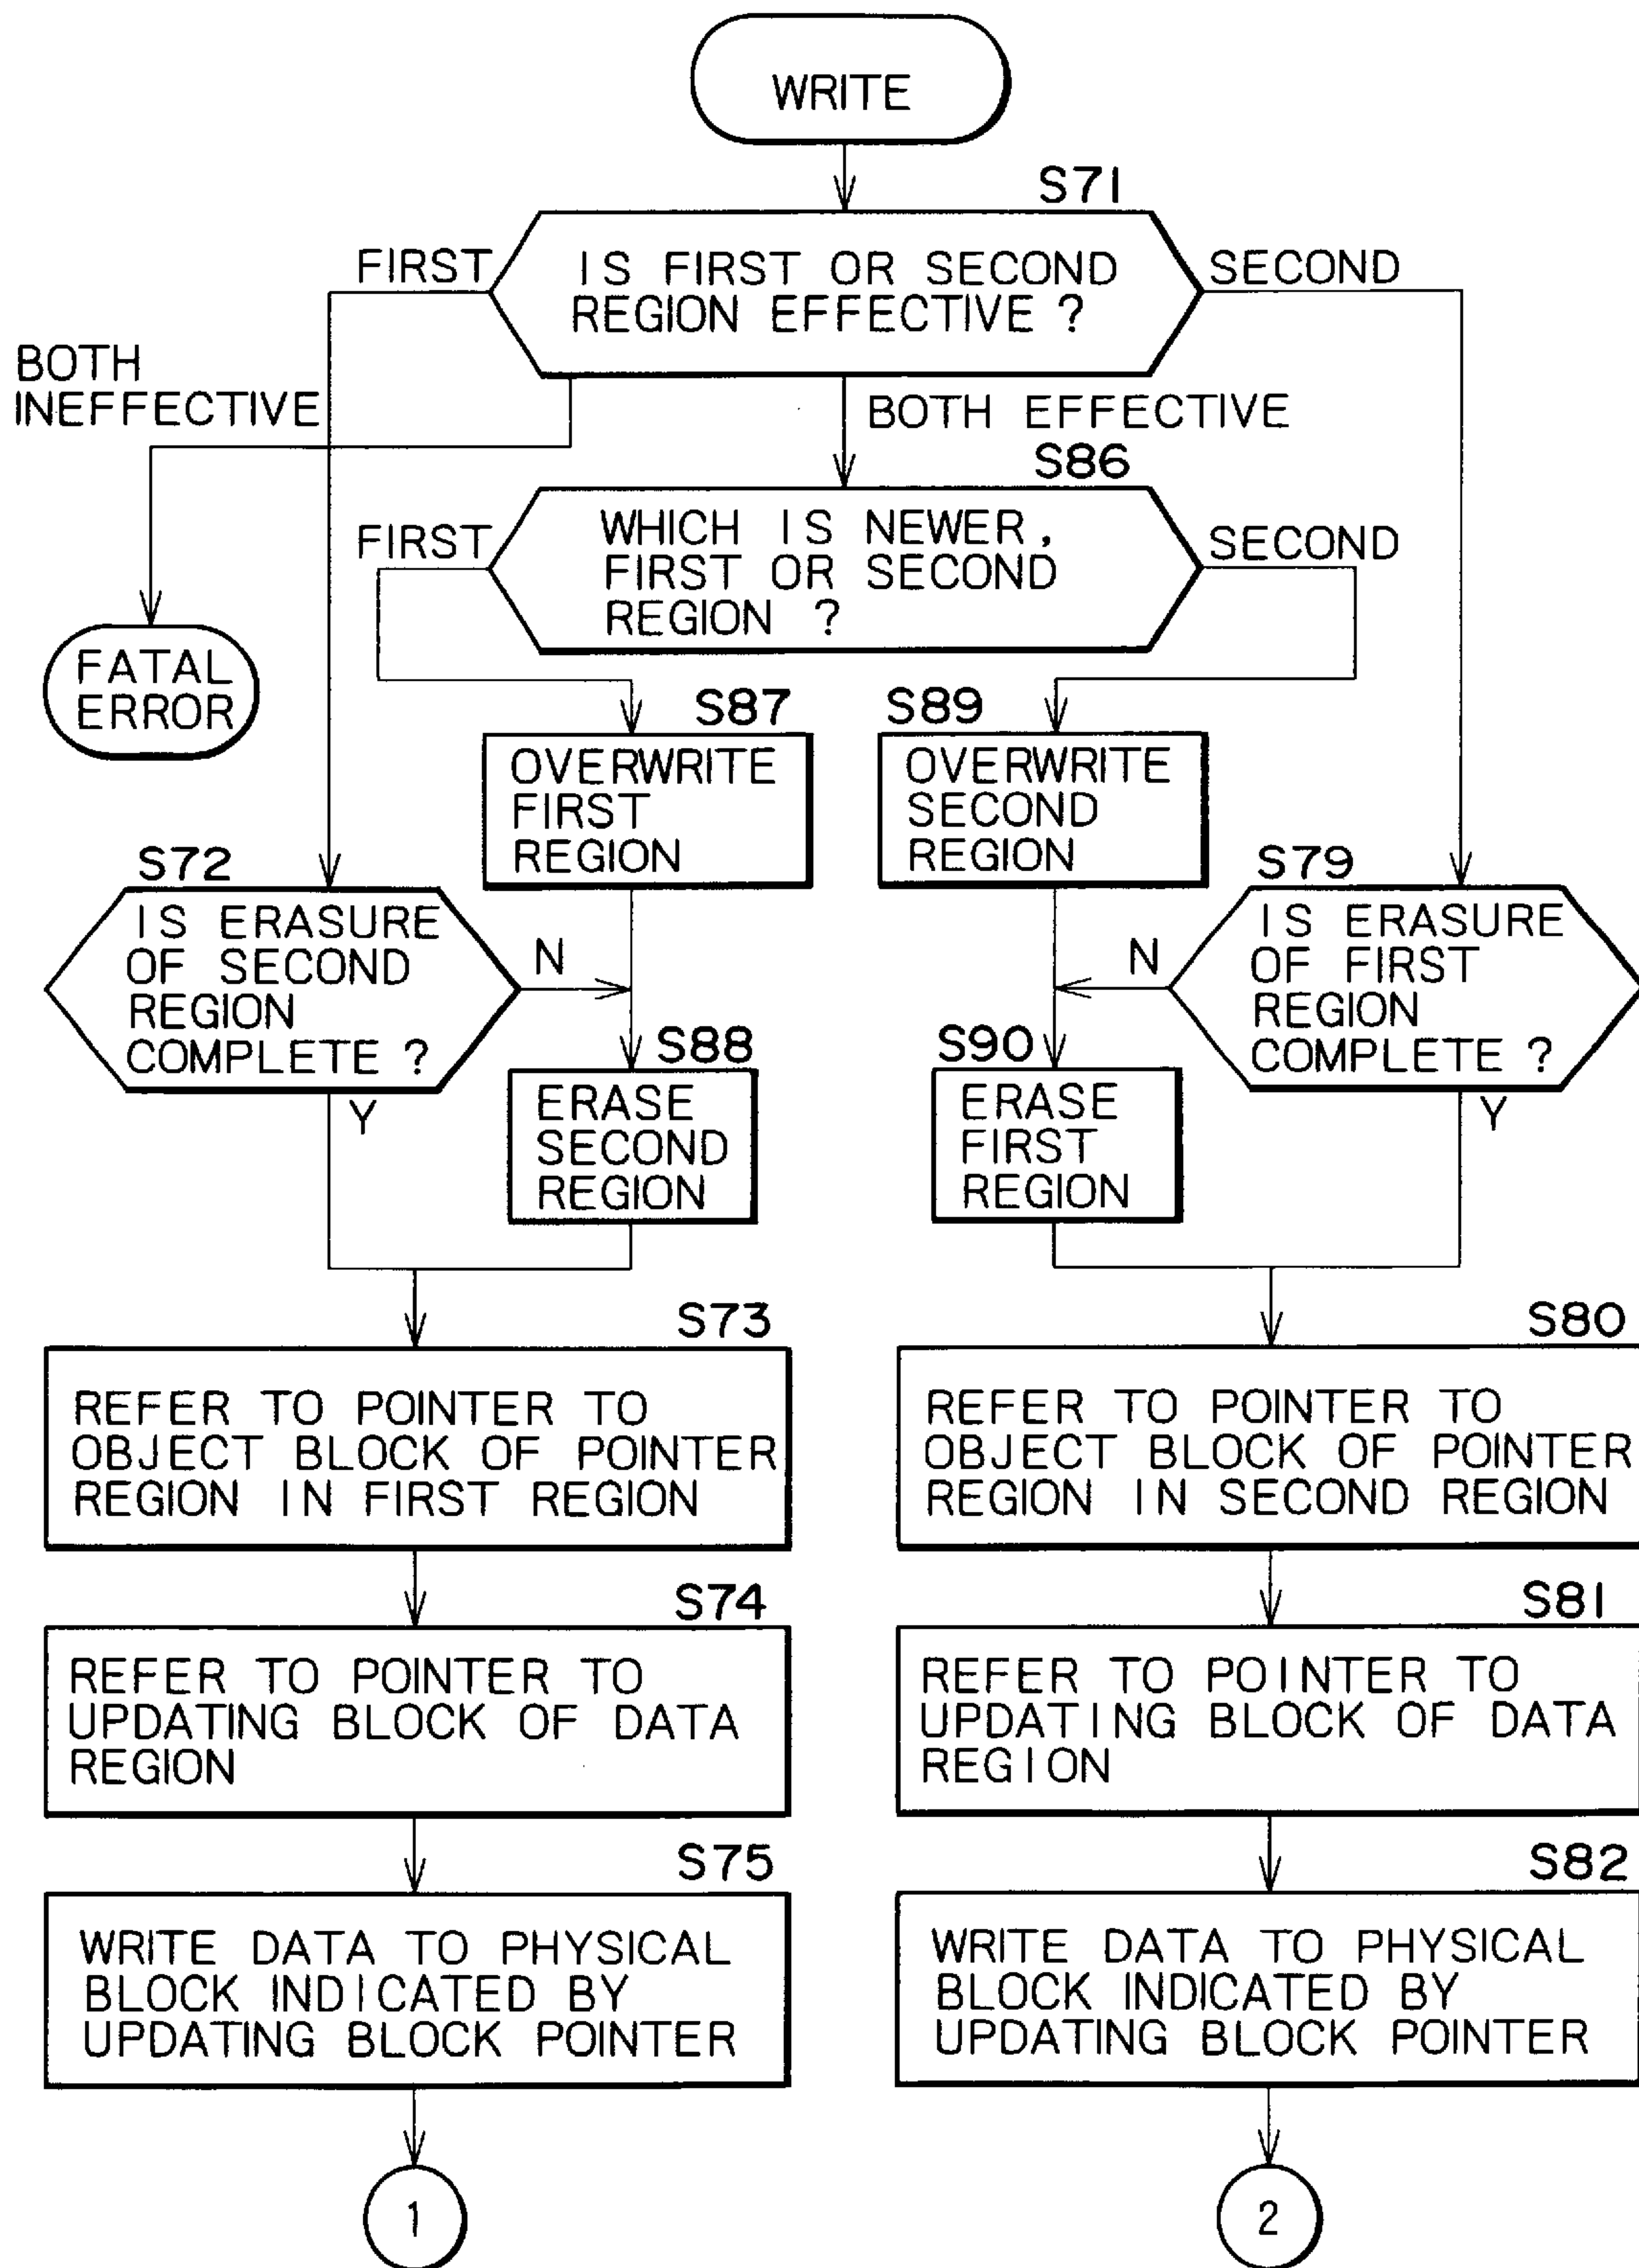 WRITE
S71
IS FIRST OR SECOND
REGION EFFECTIVE ?
FIRST
SECOND
BOTH
INEFFECTIVE
BOTH EFFECTIVE
S86
WHICH IS NEWER,
FIRST OR SECOND
REGION ?
FIRST
SECOND
FATAL
ERROR
S87
OVERWRITE
FIRST
REGION
S89
OVERWRITE
SECOND
REGION
S72
IS ERASURE
OF SECOND
REGION
COMPLETE ?
N
Y
S79
IS ERASURE
OF FIRST
REGION
COMPLETE ?
N
Y
S88
ERASE
SECOND
REGION
S90
ERASE
FIRST
REGION
S73
REFER TO POINTER TO
OBJECT BLOCK OF POINTER
REGION IN FIRST REGION
S80
REFER TO POINTER TO
OBJECT BLOCK OF POINTER
REGION IN SECOND REGION
S74
REFER TO POINTER TO
UPDATING BLOCK OF DATA
REGION
S81
REFER TO POINTER TO
UPDATING BLOCK OF DATA
REGION
S75
WRITE DATA TO PHYSICAL
BLOCK INDICATED BY
UPDATING BLOCK POINTER
S82
WRITE DATA TO PHYSICAL
BLOCK INDICATED BY
UPDATING BLOCK POINTER
1
2